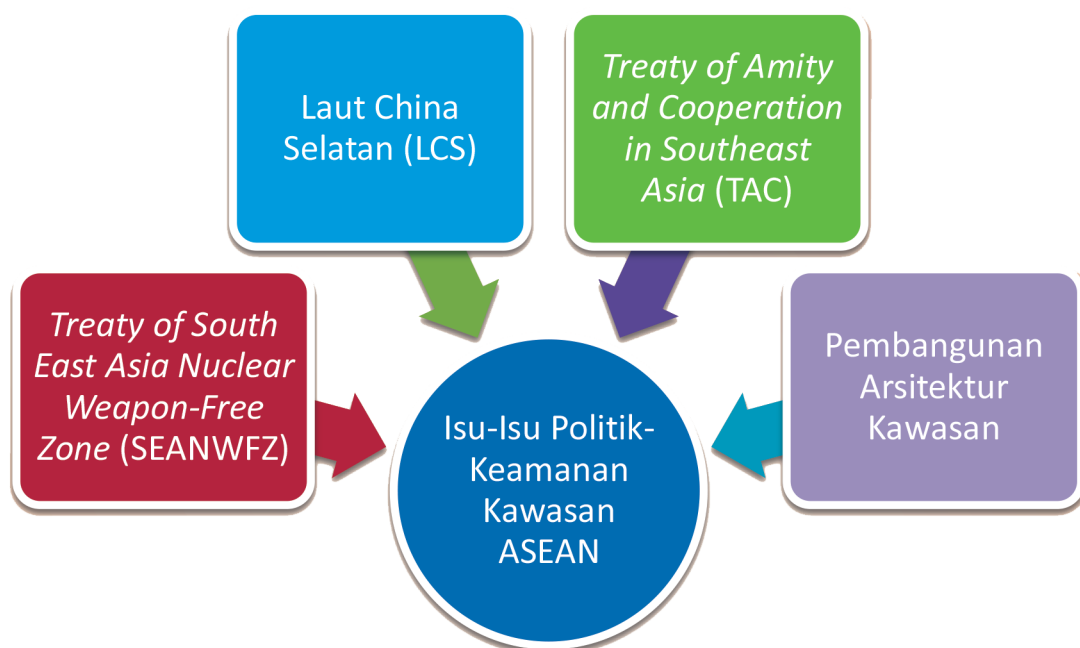 Laut China
Selatan (LCS)
Treaty of Amity
and Cooperation
in Southeast
Asia (TAC)
Treaty of South
East Asia Nuclear
Weapon-Free
Zone (SEANWFZ)
Pembangunan
Arsitektur
Kawasan
Isu-Isu Politik-
Keamanan
Kawasan
ASEAN